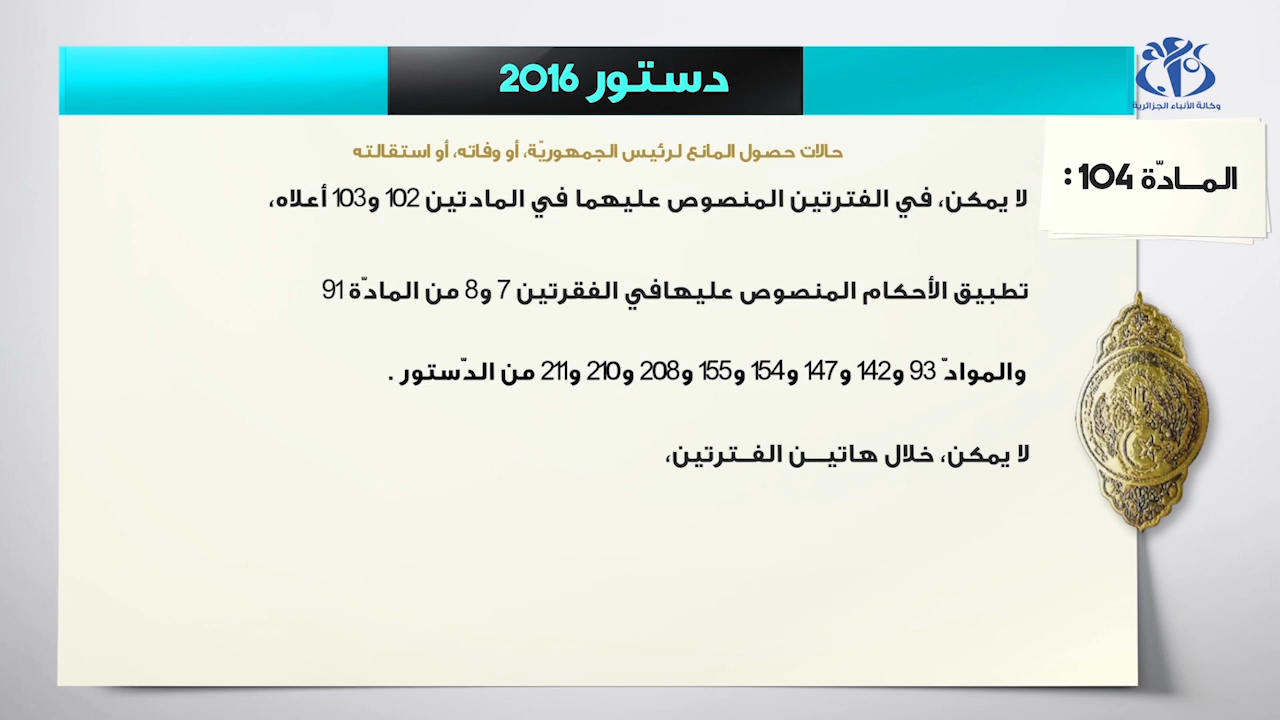 دستور 2016
وكالة الأنباء الجزائرية
المــادّة 104 :
حالات حصول المانع لرئيس الجمهوريّة، أو وفاته، أو استقالته
لا يمكن، في الفترتين المنصوص عليهما في المادتين 102 و103 أعلاه،
تطبيق الأحكام المنصوص عليهافي الفقرتين 7 و8 من المادّة 91
والموادّ 93 و142 و147 و154 و155 و208 و210 و211 من الدّستور .
لا يمكن، خلال هاتيـــن الفــترتين،